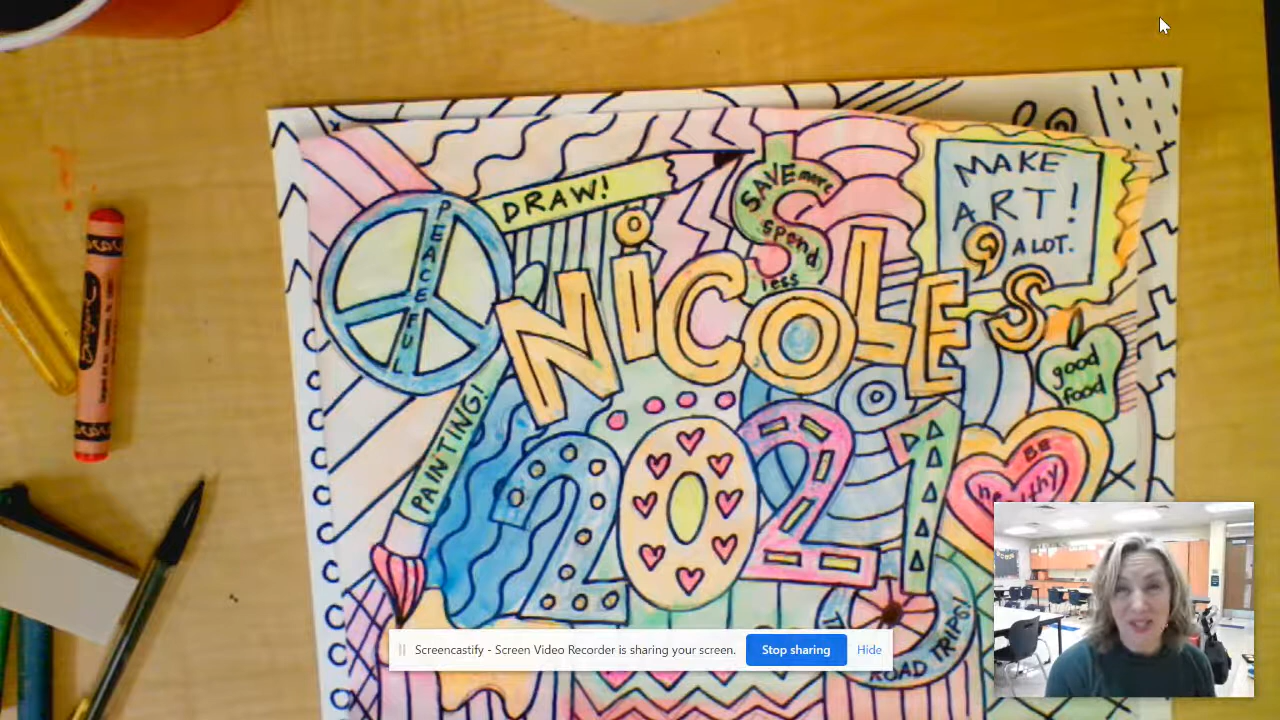 DRAW!
SAVE more
spend
less
MAKE
ART!
A LOT.
PEACEFUL
NICOLE'S
good
food
PAINTING!
2021
BE
healthy
ROAD TRIPS!
Screencastify - Screen Video Recorder is sharing your screen.
Stop sharing
Hide